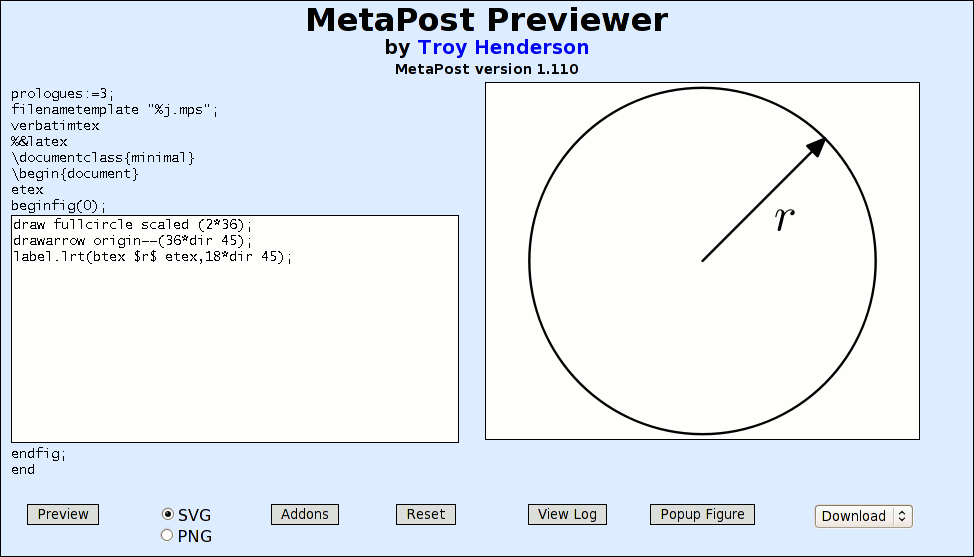 MetaPost Previewer
by Troy Henderson
MetaPost version 1.110
prologues:=3;
filenametemplate "%j.mps";
verbatimtex
%&latex
\documentclass{minimal}
\begin{document}
etex
beginfig(0);
draw fullcircle scaled (2*36);
drawarrow origin--(36*dir 45);
label.lrt(btex $r$ etex,18*dir 45);
r
endfig;
end
Preview
SVG
PNG
Addons
Reset
View Log
Popup Figure
Download